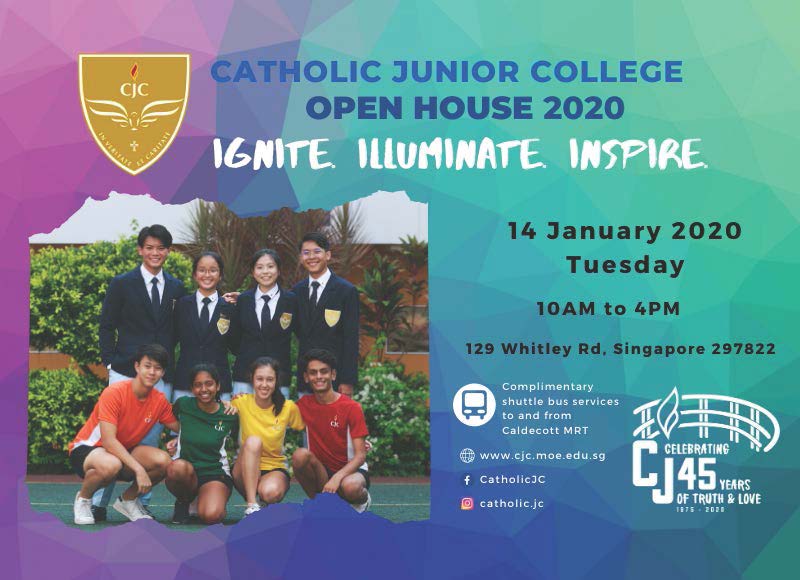 CJC
IN VERITATE ET CARITATE
CATHOLIC JUNIOR COLLEGE
OPEN HOUSE 2020
IGNITE. ILLUMINATE. INSPIRE.
14 January 2020
Tuesday
10AM to 4PM
129 Whitley Rd, Singapore 297822
Complimentary
shuttle bus services
to and from
Caldecott MRT
www.cjc.moe.edu.sg
CatholicJC
catholic.jc
CELEBRATING
CJ45 YEARS
OF TRUTH & LOVE
1975 - 2020